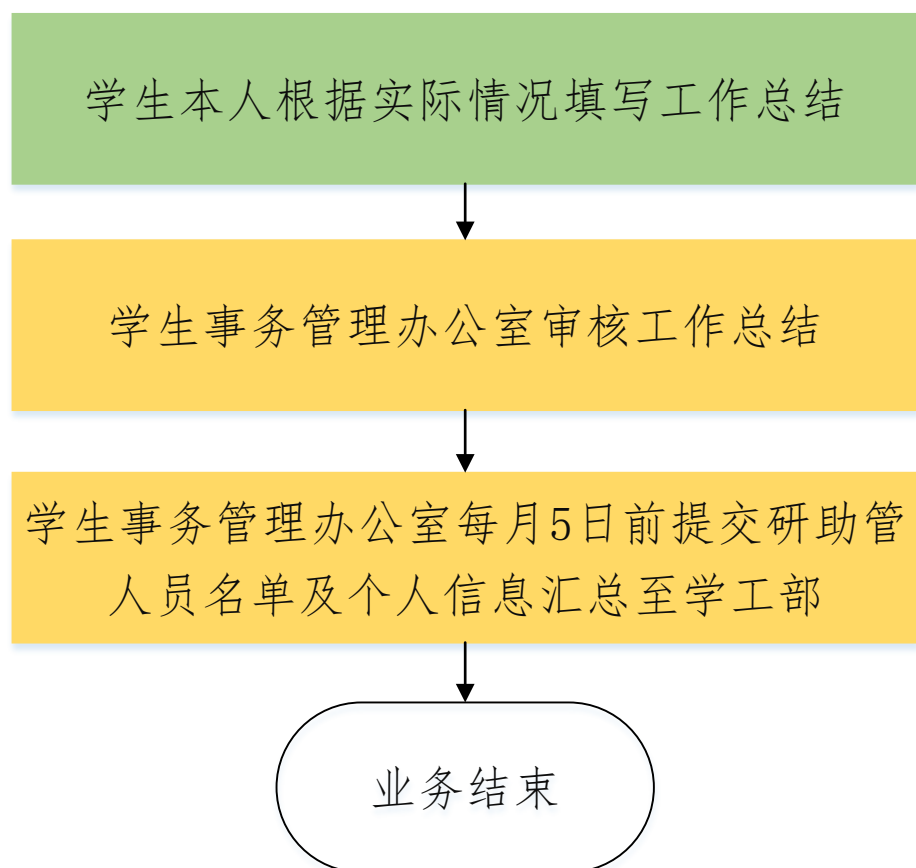 学生本人根据实际情况填写工作总结
学生事务管理办公室审核工作总结
学生事务管理办公室每月5日前提交研助管
人员名单及个人信息汇总至学工部
业务结束